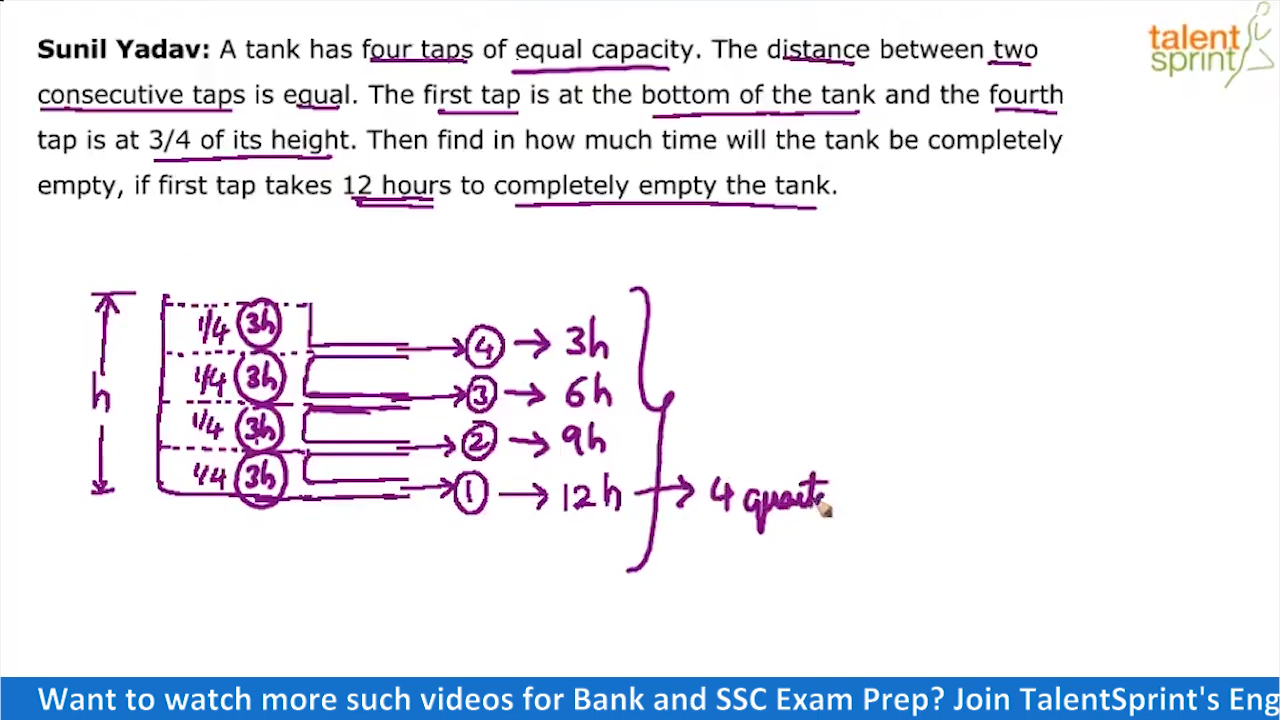 Sunil Yadav: A tank has four taps of equal capacity. The distance between two
consecutive taps is equal. The first tap is at the bottom of the tank and the fourth
tap is at 3/4 of its height. Then find in how much time will the tank be completely
empty, if first tap takes 12 hours to completely empty the tank.
talent
sprint
h
1/4 3h
1/4 3h
1/4 3h
1/4 3h
4 → 3h
3 → 6h
2 → 9h
1 → 12h → 4 quarte
Want to watch more such videos for Bank and SSC Exam Prep? Join TalentSprint's Eng